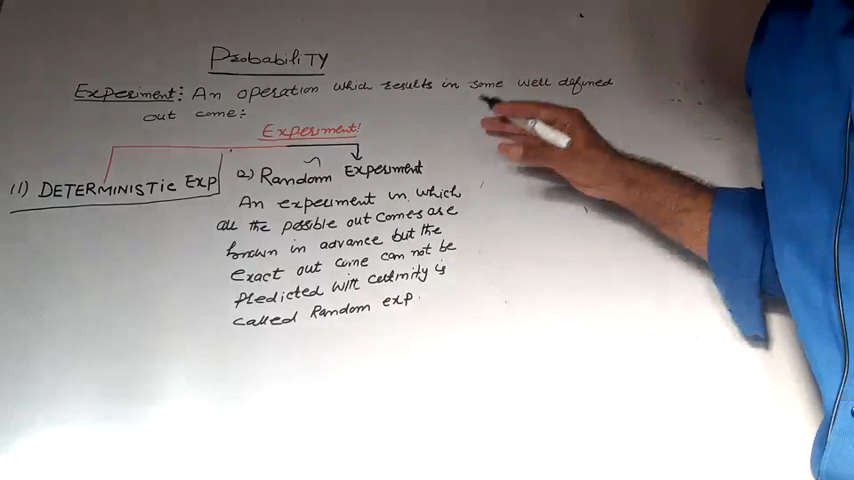 Probability
Experiment: An operation which results in some well defined
out come:
Experiment!
(1) DETERMINISTIC EXP
(2) Random Experiment
An experiment in which
all the possible out comes are
known in advance but the
exact out come can not be
predicted with
called Random exp.